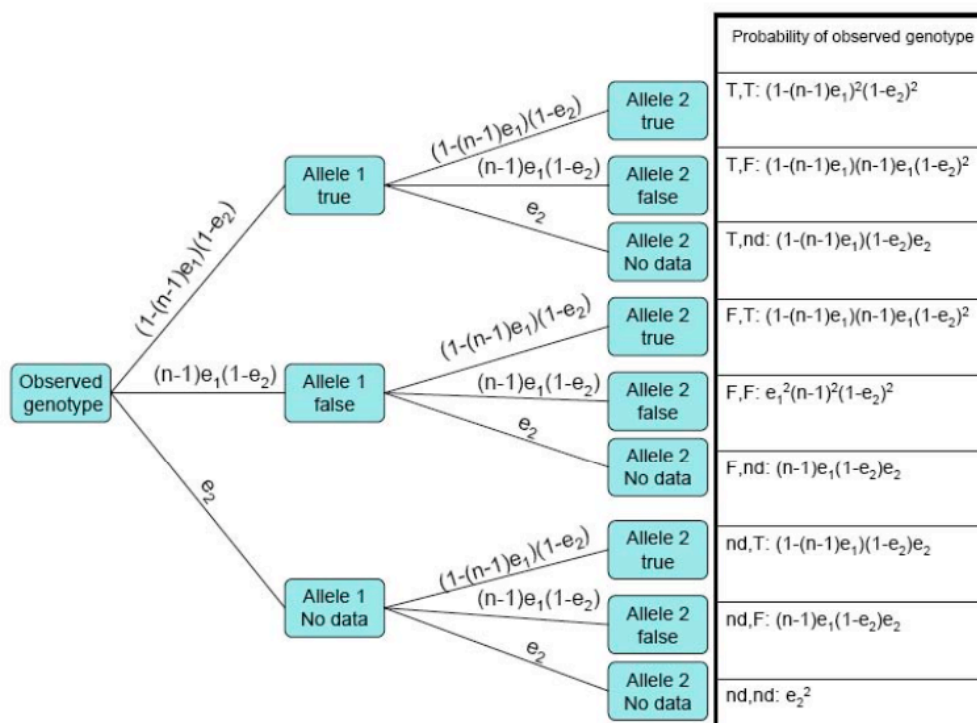 Probability of observed genotype
T,T: (1-(n-1)e₁)²(1-e₂)²
T,F: (1-(n-1)e₁)(n-1)e₁(1-e₂)²
T,nd: (1-(n-1)e₁)(1-e₂)e₂
F,T: (1-(n-1)e₁)(n-1)e₁(1-e₂)²
F,F: e₁²(n-1)²(1-e₂)²
F,nd: (n-1)e₁(1-e₂)e₂
nd,T: (1-(n-1)e₁)(1-e₂)e₂
nd,F: (n-1)e₁(1-e₂)e₂
nd,nd: e₂²
Observed
genotype
(1-(n-1)e₁)(1-e₂)
(n-1)e₁(1-e₂)
e₂
Allele 1
true
(1-(n-1)e₁)(1-e₂)
(n-1)e₁(1-e₂)
e₂
Allele 2
true
Allele 2
false
Allele 2
No data
Allele 1
false
(1-(n-1)e₁)(1-e₂)
(n-1)e₁(1-e₂)
e₂
Allele 2
true
Allele 2
false
Allele 2
No data
Allele 1
No data
(1-(n-1)e₁)(1-e₂)
(n-1)e₁(1-e₂)
e₂
Allele 2
true
Allele 2
false
Allele 2
No data